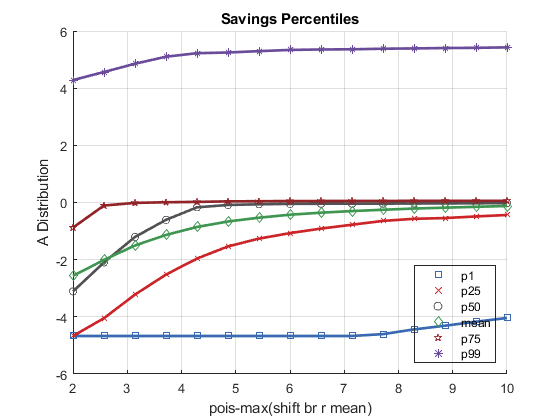 Savings Percentiles
6
4
2
0
-2
-4
-6
A Distribution
p1
p25
p50
mean
p75
p99
2 3 4 5 6 7 8 9 10
pois-max(shift br r mean)